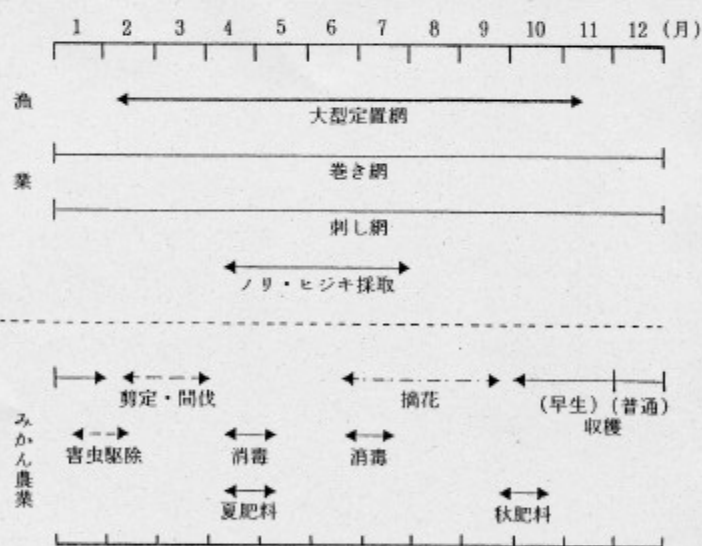 1 2 3 4 5 6 7 8 9 10 11 12 (月)
漁業
大型定置網
巻き網
刺し網
ノリ・ヒジキ採取
みかん農業
剪定・間伐 摘花 (早生) (普通)
収穫
害虫駆除 消毒 消毒
夏肥料 秋肥料